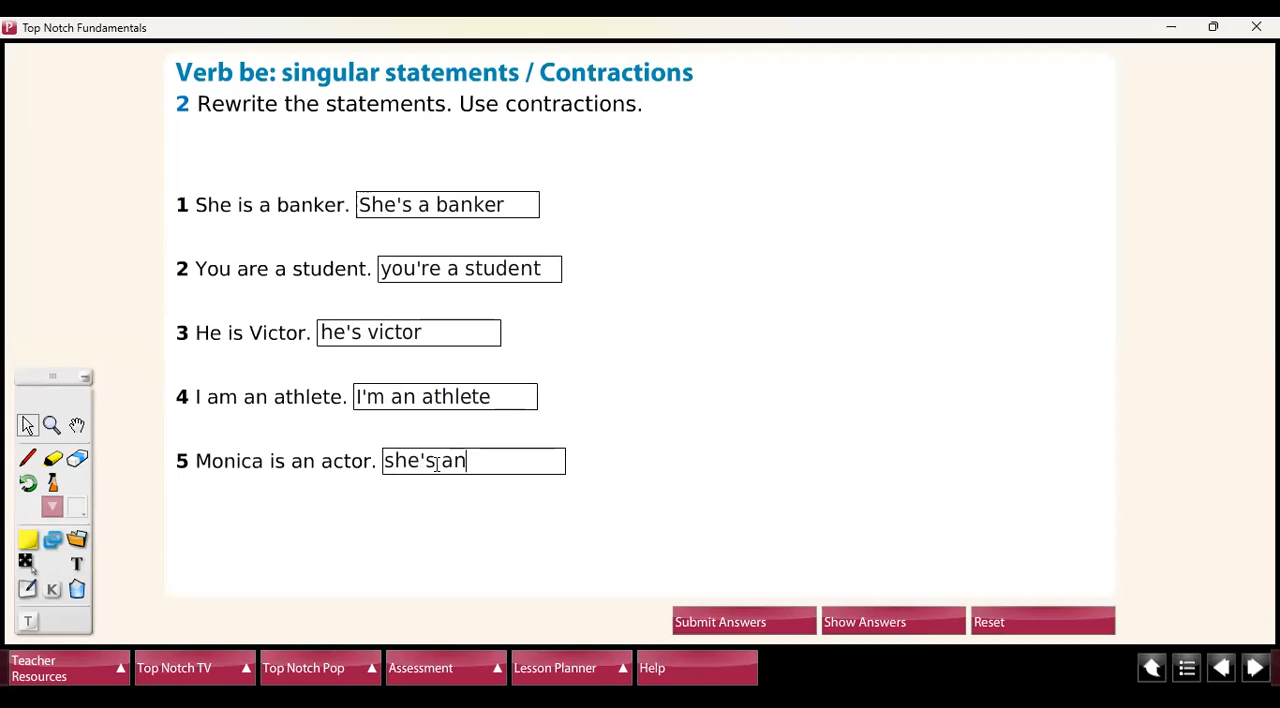 Top Notch Fundamentals
Verb be: singular statements / Contractions
2 Rewrite the statements. Use contractions.
1 She is a banker. She's a banker
2 You are a student. you're a student
3 He is Victor. he's victor
4 I am an athlete. I'm an athlete
5 Monica is an actor. she's an
T
K
T
Submit Answers Show Answers Reset
Teacher Resources Top Notch TV Top Notch Pop Assessment Lesson Planner Help